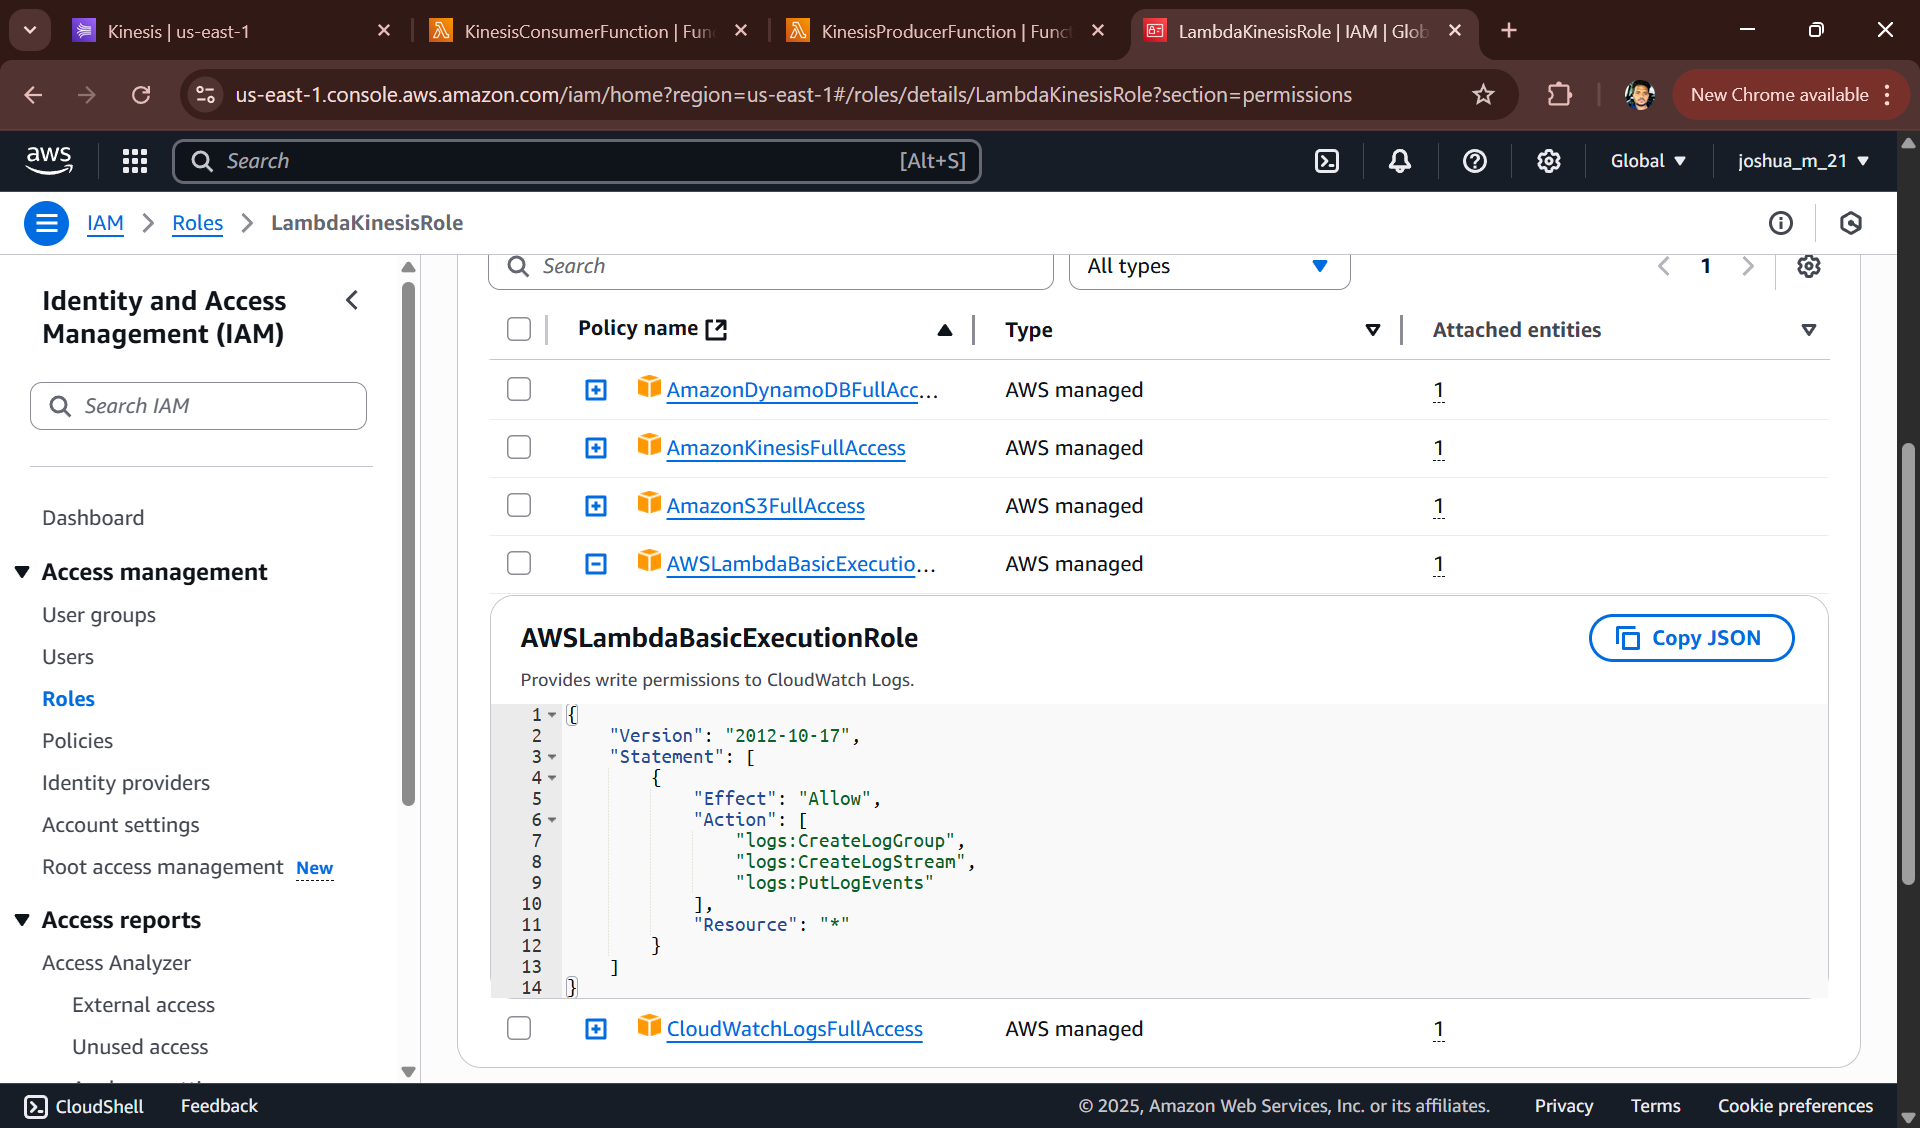 Kinesis | us-east-1
KinesisConsumerFunction | Fun
KinesisProducerFunction | Funct
LambdaKinesisRole | IAM | Glob
us-east-1.console.aws.amazon.com/iam/home?region=us-east-1#/roles/details/LambdaKinesisRole?section=permissions
New Chrome available
aws
Search
[Alt+S]
Global
joshua_m_21
IAM
Roles
LambdaKinesisRole
Identity and Access
Management (IAM)
Search IAM
Dashboard
Access management
User groups
Users
Roles
Policies
Identity providers
Account settings
Root access management New
Access reports
Access Analyzer
External access
Unused access
Search
All types
1
Policy name
Type
Attached entities
AmazonDynamoDBFullAcc...
AWS managed
1
AmazonKinesisFullAccess
AWS managed
1
AmazonS3FullAccess
AWS managed
1
AWSLambdaBasicExecutio...
AWS managed
1
AWSLambdaBasicExecutionRole
Copy JSON
Provides write permissions to CloudWatch Logs.
1 {
2 "Version": "2012-10-17",
3 "Statement": [
4 {
5 "Effect": "Allow",
6 "Action": [
7 "logs:CreateLogGroup",
8 "logs:CreateLogStream",
9 "logs:PutLogEvents"
10 ],
11 "Resource": "*"
12 }
13 ]
14 }
CloudWatchLogsFullAccess
AWS managed
1
CloudShell
Feedback
© 2025, Amazon Web Services, Inc. or its affiliates.
Privacy
Terms
Cookie preferences